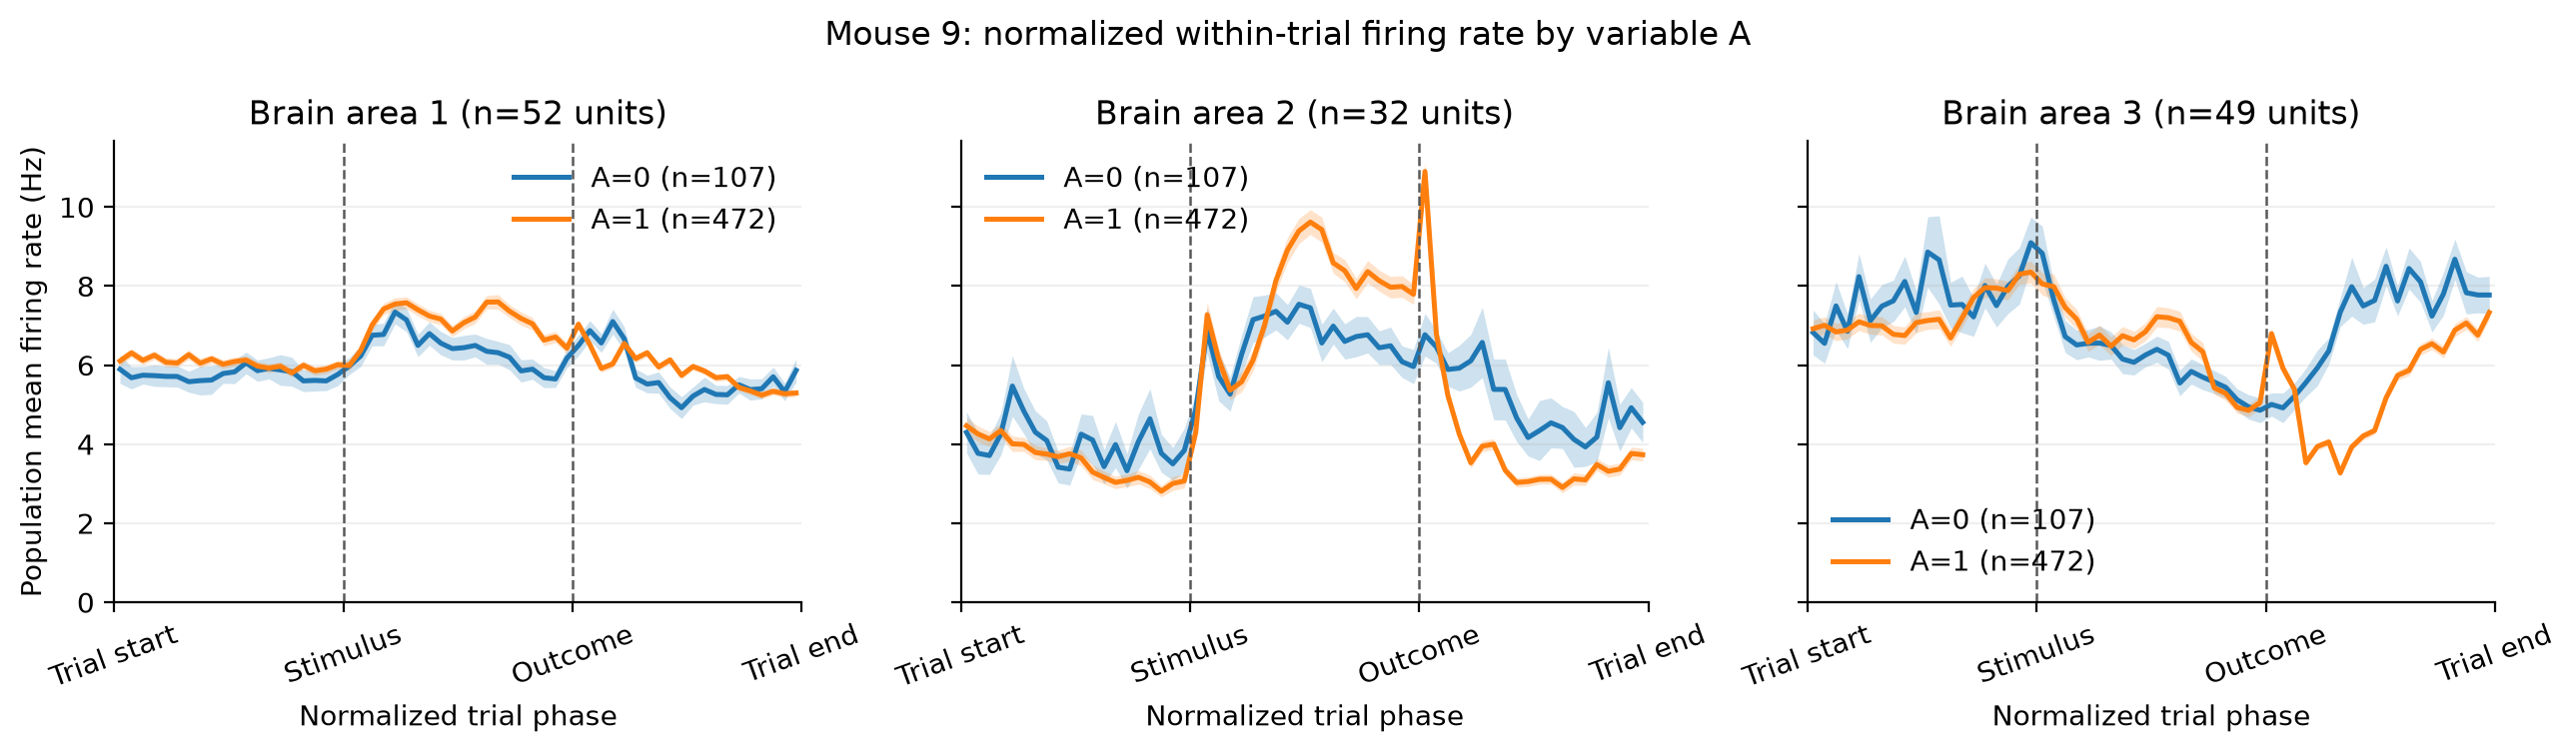 Mouse 9: normalized within-trial firing rate by variable A
Brain area 1 (n=52 units)
Population mean firing rate (Hz)
10
8
6
4
2
0
A=0 (n=107)
A=1 (n=472)
Trial start
Stimulus
Outcome
Trial end
Normalized trial phase
Brain area 2 (n=32 units)
A=0 (n=107)
A=1 (n=472)
Trial start
Stimulus
Outcome
Trial end
Normalized trial phase
Brain area 3 (n=49 units)
A=0 (n=107)
A=1 (n=472)
Trial start
Stimulus
Outcome
Trial end
Normalized trial phase